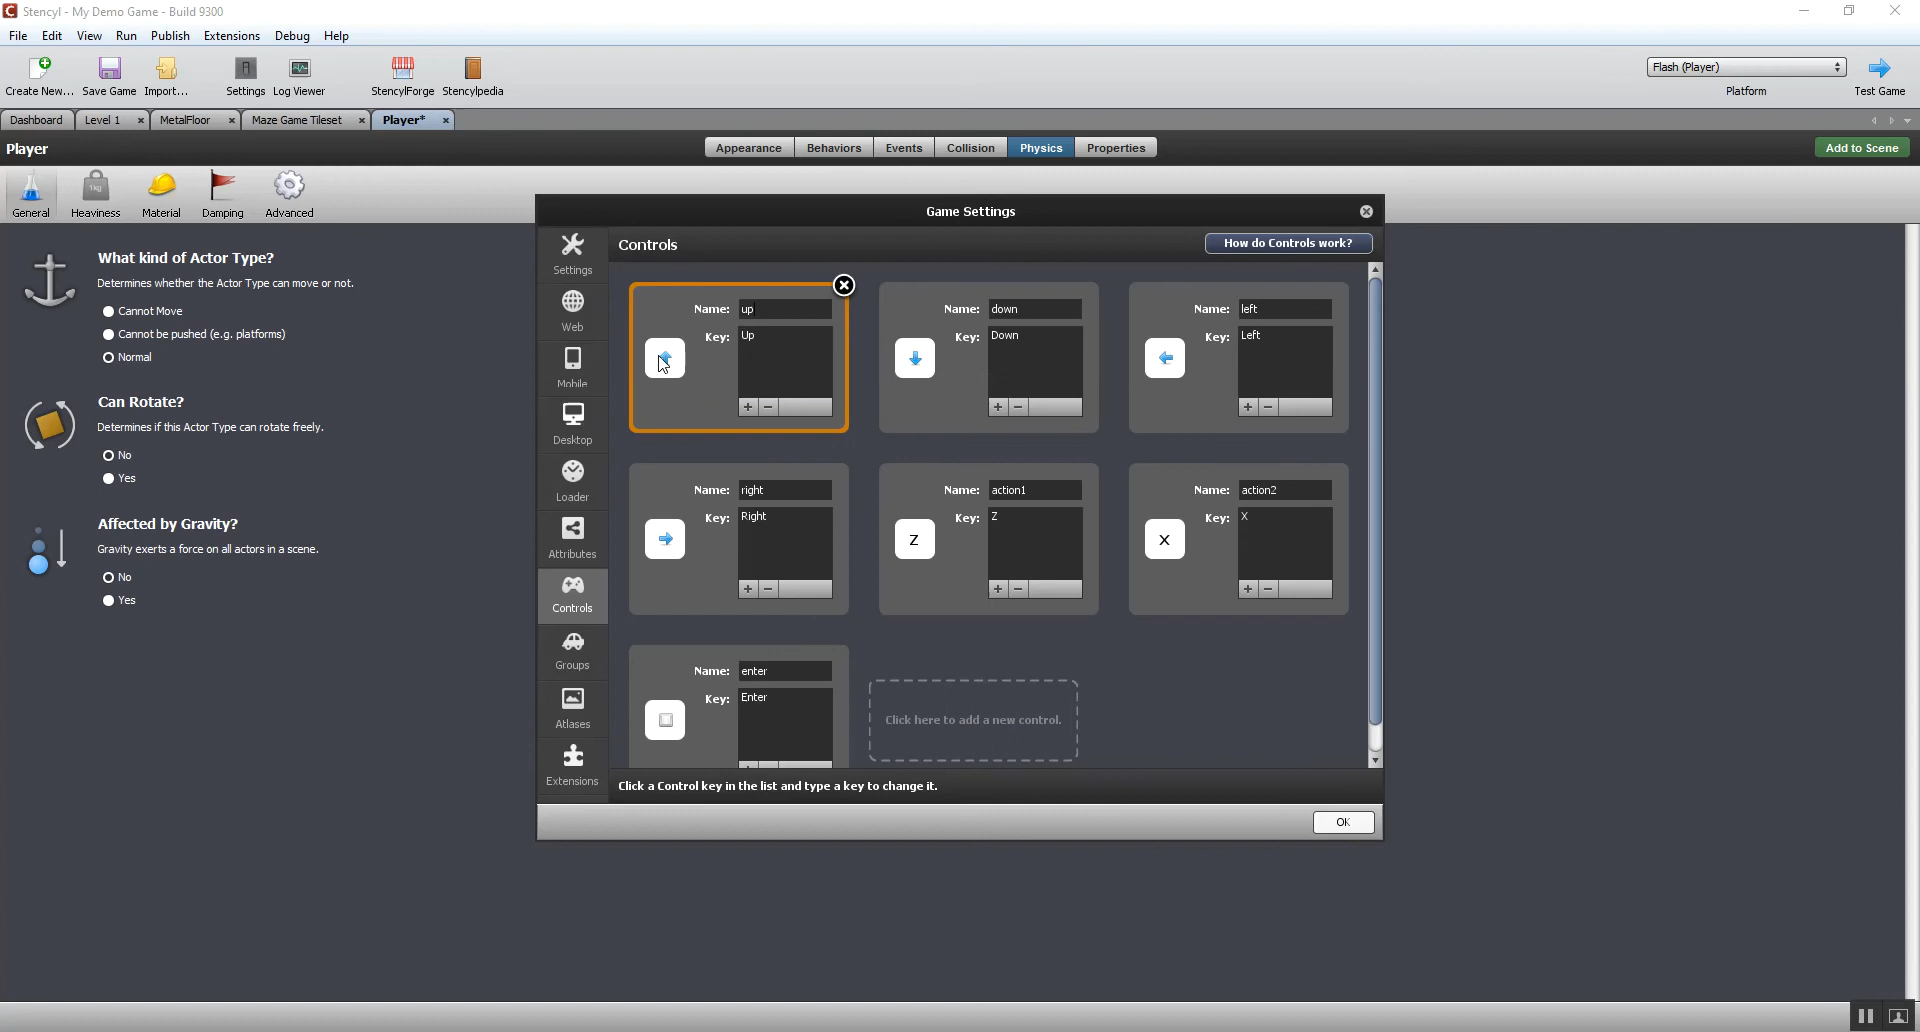 Stencyl - My Demo Game - Build 9300
File Edit View Run Publish Extensions Debug Help
Create New... Save Game Import... Settings Log Viewer StencylForge Stencylpedia
Flash (Player)
Platform
Test Game
Dashboard Level 1 MetalFloor Maze Game Tileset Player*
Player
Appearance Behaviors Events Collision Physics Properties
Add to Scene
1kg
General Heaviness Material Damping Advanced
What kind of Actor Type?
Determines whether the Actor Type can move or not.
Cannot Move
Cannot be pushed (e.g. platforms)
Normal
Can Rotate?
Determines if this Actor Type can rotate freely.
No
Yes
Affected by Gravity?
Gravity exerts a force on all actors in a scene.
No
Yes
Game Settings
Settings
Web
Mobile
Desktop
Loader
Attributes
Controls
Groups
Atlases
Extensions
Controls
How do Controls work?
Name: up
Key: Up
+ -
Name: down
Key: Down
+ -
Name: left
Key: Left
+ -
Name: right
Key: Right
+ -
Name: action1
Key: Z
Z
+ -
Name: action2
Key: X
X
+ -
Name: enter
Key: Enter
Click here to add a new control.
Click a Control key in the list and type a key to change it.
OK